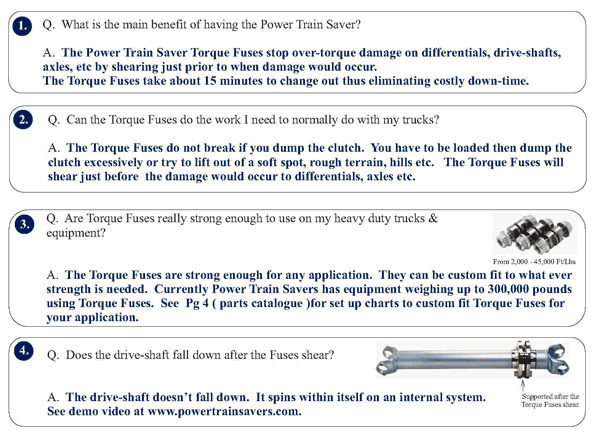 1. Q. What is the main benefit of having the Power Train Saver?
A. The Power Train Saver Torque Fuses stop over-torque damage on differentials, drive-shafts,
axles, etc by shearing just prior to when damage would occur.
The Torque Fuses take about 15 minutes to change out thus eliminating costly down-time.
2. Q. Can the Torque Fuses do the work I need to normally do with my trucks?
A. The Torque Fuses do not break if you dump the clutch. You have to be loaded then dump the
clutch excessively or try to lift out of a soft spot, rough terrain, hills etc. The Torque Fuses will
shear just before the damage would occur to differentials, axles etc.
3. Q. Are Torque Fuses really strong enough to use on my heavy duty trucks &
equipment?
From 2,000 - 45,000 Ft/Lbs
A. The Torque Fuses are strong enough for any application. They can be custom fit to what ever
strength is needed. Currently Power Train Savers has equipment weighing up to 300,000 pounds
using Torque Fuses. See Pg 4 ( parts catalogue )for set up charts to custom fit Torque Fuses for
your application.
4. Q. Does the drive-shaft fall down after the Fuses shear?
A. The drive-shaft doesn't fall down. It spins within itself on an internal system.
See demo video at www.powertrainsavers.com.
Supported after the
Torque Fuses shear.